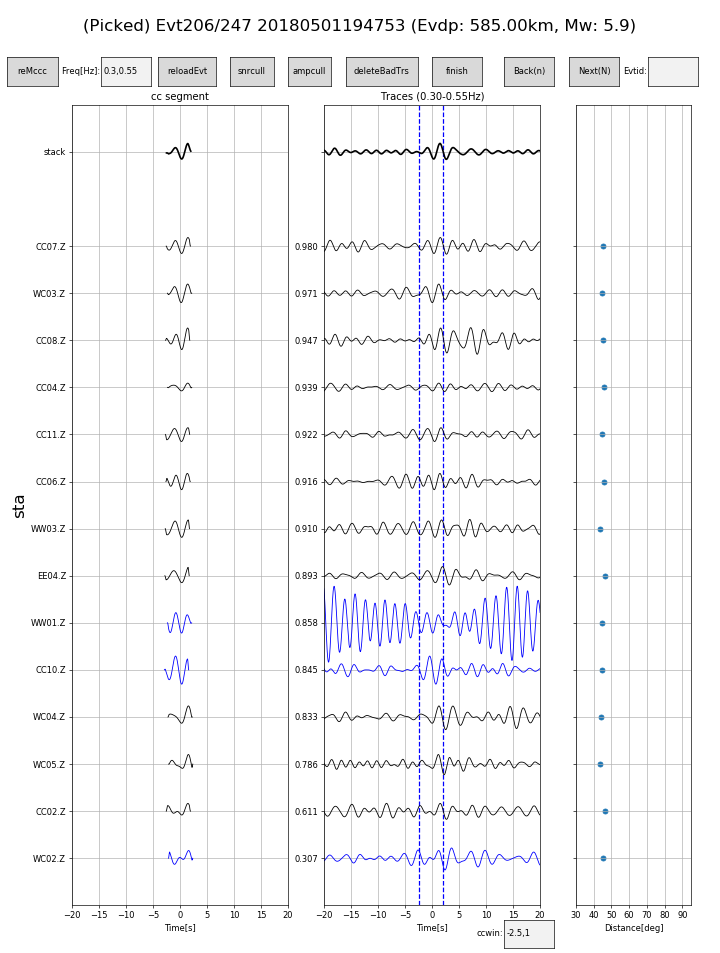 (Picked) Evt206/247 20180501194753 (Evdp: 585.00km, Mw: 5.9)
reMccc Freq[Hz]: 0.3,0.55 reloadEvt snrcull ampcull deleteBadTrs finish Back(n) Next(N) Evtid:
cc segment Traces (0.30-0.55Hz)
stack
CC07.Z 0.980
WC03.Z 0.971
CC08.Z 0.947
CC04.Z 0.939
CC11.Z 0.922
CC06.Z 0.916
sta
WW03.Z 0.910
EE04.Z 0.893
WW01.Z 0.858
CC10.Z 0.845
WC04.Z 0.833
WC05.Z 0.786
CC02.Z 0.611
WC02.Z 0.307
−20 −15 −10 −5 0 5 10 15 20 −20 −15 −10 −5 0 5 10 15 20 30 40 50 60 70 80 90
Time[s] Time[s] Distance[deg]
ccwin: -2.5,1